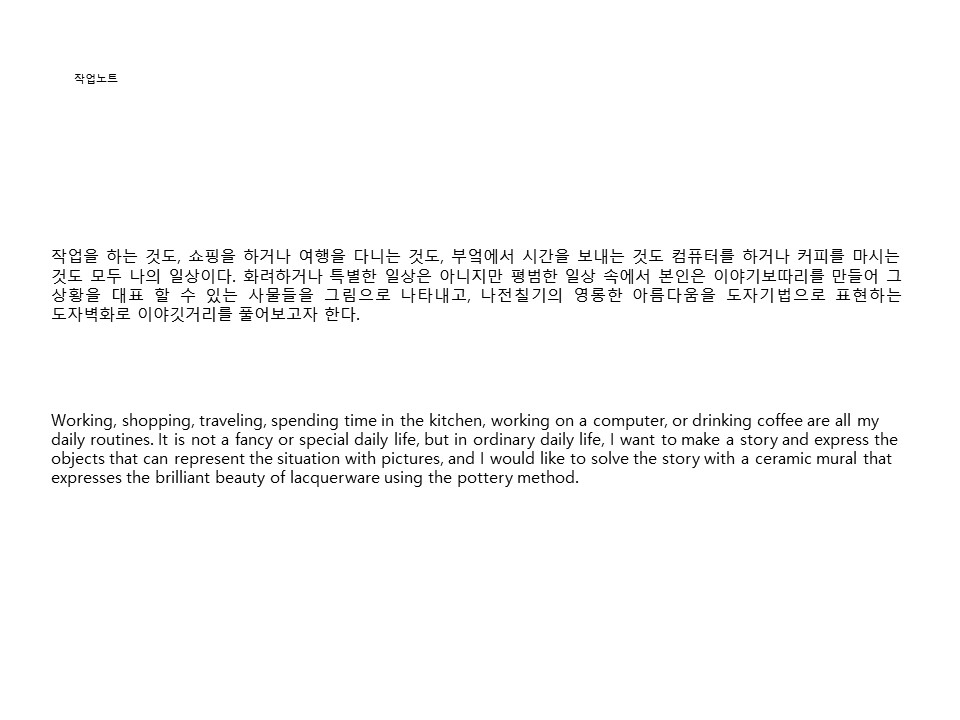 작업노트
작업을 하는 것도, 쇼핑을 하거나 여행을 다니는 것도, 부엌에서 시간을 보내는 것도 컴퓨터를 하거나 커피를 마시는
것도 모두 나의 일상이다. 화려하거나 특별한 일상은 아니지만 평범한 일상 속에서 본인은 이야기보따리를 만들어 그
상황을 대표 할 수 있는 사물들을 그림으로 나타내고, 나전칠기의 영롱한 아름다움을 도자기법으로 표현하는
도자벽화로 이야깃거리를 풀어보고자 한다.
Working, shopping, traveling, spending time in the kitchen, working on a computer, or drinking coffee are all my
daily routines. It is not a fancy or special daily life, but in ordinary daily life, I want to make a story and express the
objects that can represent the situation with pictures, and I would like to solve the story with a ceramic mural that
expresses the brilliant beauty of lacquerware using the pottery method.